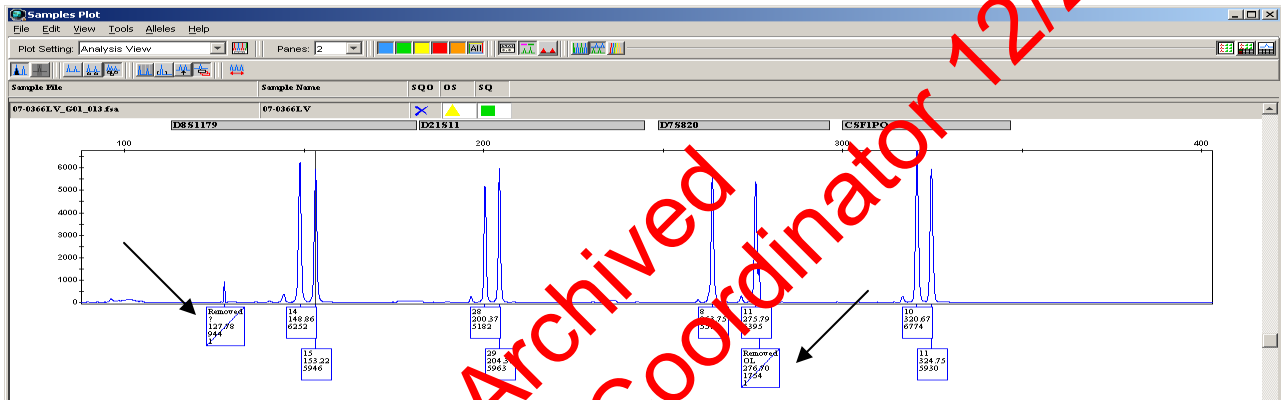 Samples Plot
File Edit View Tools Alleles Help
Plot Setting: Analysis View Panes: 2 All
Sample File Sample Name SQO OS SQ
07-0366LV_G01_013.fsa 07-0366LV
D8S1179 D21S11 D7S820 CSF1PO
100 200 300 400
6000
5000
4000
3000
2000
1000
0
Removed
?
127.78
944
1
14
148.86
6252
15
153.22
5946
28
200.37
5182
29
5963
8
11
275.79
5395
Removed
OL
276.70
1754
1
10
320.67
6774
11
324.75
5930
Archived
Coordinator 12/2